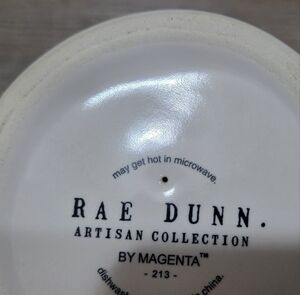 may get hot in microwave.
RAE DUNN.
ARTISAN COLLECTION
BY MAGENTA™
- 213 -
china.